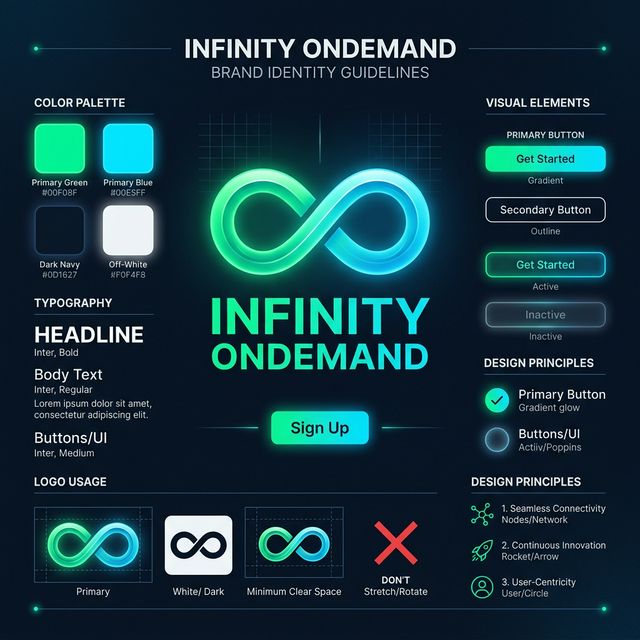 INFINITY ONDEMAND
BRAND IDENTITY GUIDELINES
COLOR PALETTE
Primary Green
#00F08F
Primary Blue
#00E5FF
Dark Navy
#0D1627
Off-White
#F0F4F8
TYPOGRAPHY
HEADLINE
Inter, Bold
Body Text
Inter, Regular
Lorem ipsum dolor sit amet,
consectetur adipiscing elit.
Buttons/UI
Inter, Medium
INFINITY
ONDEMAND
Sign Up
VISUAL ELEMENTS
PRIMARY BUTTON
Get Started
Gradient
Secondary Button
Outline
Get Started
Active
Inactive
Inactive
DESIGN PRINCIPLES
Primary Button
Gradient glow
Buttons/UI
Activ/Poppins
LOGO USAGE
Primary
White/ Dark
Minimum Clear Space
DON'T
Stretch/Rotate
DESIGN PRINCIPLES
1. Seamless Connectivity
Nodes/Network
2. Continuous Innovation
Rocket/Arrow
3. User-Centricity
User/Circle